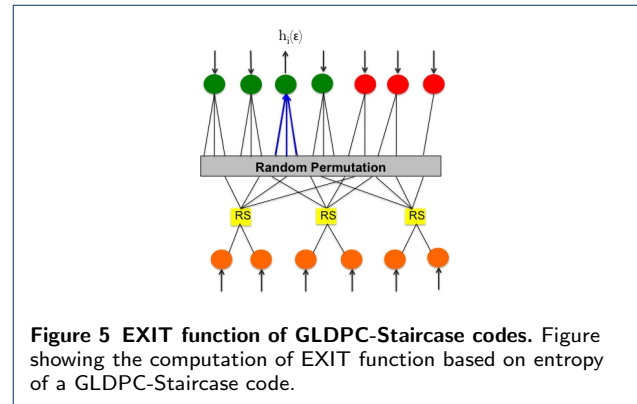 hᵢ(ε)
Random Permutation
RS RS RS
Figure 5 EXIT function of GLDPC-Staircase codes. Figure
showing the computation of EXIT function based on entropy
of a GLDPC-Staircase code.